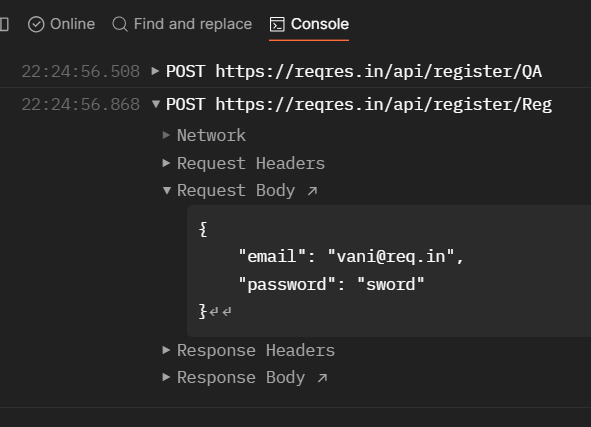 Online Find and replace Console
22:24:56.508 ▶ POST https://reqres.in/api/register/QA
22:24:56.868 ▼ POST https://reqres.in/api/register/Reg
▶ Network
▶ Request Headers
▼ Request Body ↗
{
    "email": "vani@req.in",
    "password": "sword"
}↵↵
▶ Response Headers
▶ Response Body ↗